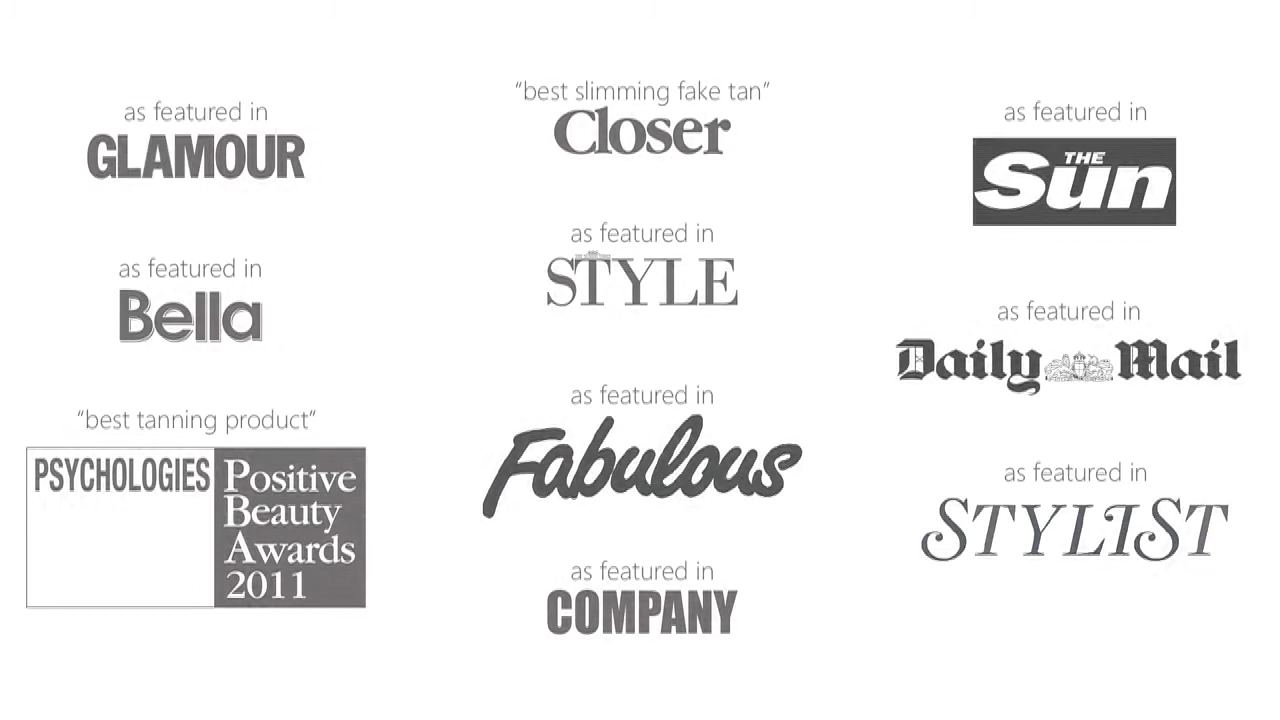 as featured in
GLAMOUR
as featured in
Bella
"best tanning product"
PSYCHOLOGIES
Positive
Beauty
Awards
2011
"best slimming fake tan"
Closer
as featured in
STYLE
as featured in
Fabulous
as featured in
COMPANY
as featured in
THE
Sun
as featured in
Daily Mail
as featured in
STYLIST